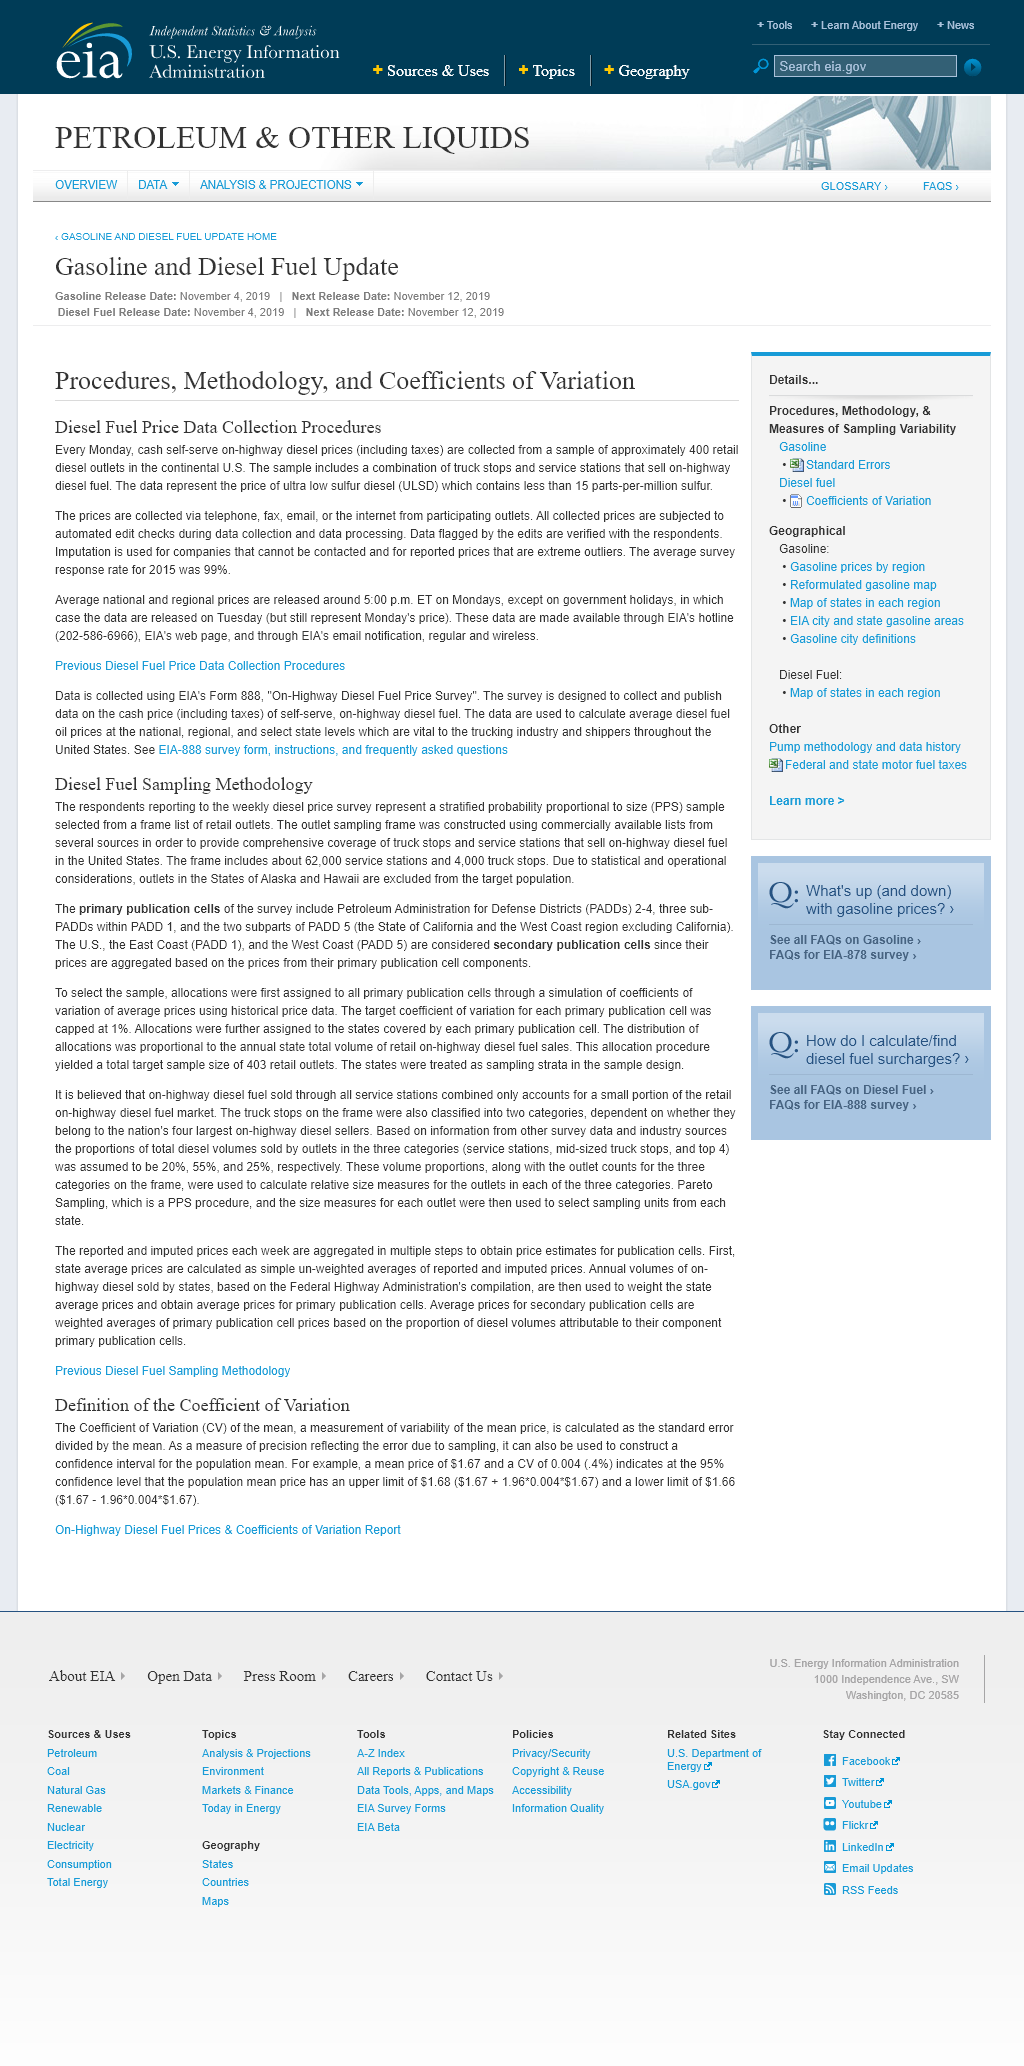 Independent Statistics & Analysis
eia U.S. Energy Information
Administration
+ Sources & Uses + Topics + Geography
+ Tools + Learn About Energy + News
Search eia.gov
PETROLEUM & OTHER LIQUIDS
OVERVIEW DATA ANALYSIS & PROJECTIONS GLOSSARY › FAQS ›
‹ GASOLINE AND DIESEL FUEL UPDATE HOME
Gasoline and Diesel Fuel Update
Gasoline Release Date: November 4, 2019 | Next Release Date: November 12, 2019
Diesel Fuel Release Date: November 4, 2019 | Next Release Date: November 12, 2019
Procedures, Methodology, and Coefficients of Variation
Diesel Fuel Price Data Collection Procedures
Every Monday, cash self-serve on-highway diesel prices (including taxes) are collected from a sample of approximately 400 retail
diesel outlets in the continental U.S. The sample includes a combination of truck stops and service stations that sell on-highway
diesel fuel. The data represent the price of ultra low sulfur diesel (ULSD) which contains less than 15 parts-per-million sulfur.
The prices are collected via telephone, fax, email, or the internet from participating outlets. All collected prices are subjected to
automated edit checks during data collection and data processing. Data flagged by the edits are verified with the respondents.
Imputation is used for companies that cannot be contacted and for reported prices that are extreme outliers. The average survey
response rate for 2015 was 99%.
Average national and regional prices are released around 5:00 p.m. ET on Mondays, except on government holidays, in which
case the data are released on Tuesday (but still represent Monday's price). These data are made available through EIA's hotline
(202-586-6966), EIA's web page, and through EIA's email notification, regular and wireless.
Previous Diesel Fuel Price Data Collection Procedures
Data is collected using EIA's Form 888, "On-Highway Diesel Fuel Price Survey". The survey is designed to collect and publish
data on the cash price (including taxes) of self-serve, on-highway diesel fuel. The data are used to calculate average diesel fuel
oil prices at the national, regional, and select state levels which are vital to the trucking industry and shippers throughout the
United States. See EIA-888 survey form, instructions, and frequently asked questions
Diesel Fuel Sampling Methodology
The respondents reporting to the weekly diesel price survey represent a stratified probability proportional to size (PPS) sample
selected from a frame list of retail outlets. The outlet sampling frame was constructed using commercially available lists from
several sources in order to provide comprehensive coverage of truck stops and service stations that sell on-highway diesel fuel
in the United States. The frame includes about 62,000 service stations and 4,000 truck stops. Due to statistical and operational
considerations, outlets in the States of Alaska and Hawaii are excluded from the target population.
The primary publication cells of the survey include Petroleum Administration for Defense Districts (PADDs) 2-4, three sub-
PADDs within PADD 1, and the two subparts of PADD 5 (the State of California and the West Coast region excluding California).
The U.S., the East Coast (PADD 1), and the West Coast (PADD 5) are considered secondary publication cells since their
prices are aggregated based on the prices from their primary publication cell components.
To select the sample, allocations were first assigned to all primary publication cells through a simulation of coefficients of
variation of average prices using historical price data. The target coefficient of variation for each primary publication cell was
capped at 1%. Allocations were further assigned to the states covered by each primary publication cell. The distribution of
allocations was proportional to the annual state total volume of retail on-highway diesel fuel sales. This allocation procedure
yielded a total target sample size of 403 retail outlets. The states were treated as sampling strata in the sample design.
It is believed that on-highway diesel fuel sold through all service stations combined only accounts for a small portion of the retail
on-highway diesel fuel market. The truck stops on the frame were also classified into two categories, dependent on whether they
belong to the nation's four largest on-highway diesel sellers. Based on information from other survey data and industry sources
the proportions of total diesel volumes sold by outlets in the three categories (service stations, mid-sized truck stops, and top 4)
was assumed to be 20%, 55%, and 25%, respectively. These volume proportions, along with the outlet counts for the three
categories on the frame, were used to calculate relative size measures for the outlets in each of the three categories. Pareto
Sampling, which is a PPS procedure, and the size measures for each outlet were then used to select sampling units from each
state.
The reported and imputed prices each week are aggregated in multiple steps to obtain price estimates for publication cells. First,
state average prices are calculated as simple un-weighted averages of reported and imputed prices. Annual volumes of on-
highway diesel sold by states, based on the Federal Highway Administration's compilation, are then used to weight the state
average prices and obtain average prices for primary publication cells. Average prices for secondary publication cells are
weighted averages of primary publication cell prices based on the proportion of diesel volumes attributable to their component
primary publication cells.
Previous Diesel Fuel Sampling Methodology
Definition of the Coefficient of Variation
The Coefficient of Variation (CV) of the mean, a measurement of variability of the mean price, is calculated as the standard error
divided by the mean. As a measure of precision reflecting the error due to sampling, it can also be used to construct a
confidence interval for the population mean. For example, a mean price of $1.67 and a CV of 0.004 (.4%) indicates at the 95%
confidence level that the population mean price has an upper limit of $1.68 ($1.67 + 1.96*0.004*$1.67) and a lower limit of $1.66
($1.67 - 1.96*0.004*$1.67).
On-Highway Diesel Fuel Prices & Coefficients of Variation Report
Details...
Procedures, Methodology, &
Measures of Sampling Variability
Gasoline
• Standard Errors
Diesel fuel
• Coefficients of Variation
Geographical
Gasoline:
• Gasoline prices by region
• Reformulated gasoline map
• Map of states in each region
• EIA city and state gasoline areas
• Gasoline city definitions
Diesel Fuel:
• Map of states in each region
Other
Pump methodology and data history
Federal and state motor fuel taxes
Learn more >
Q: What's up (and down)
with gasoline prices? ›
See all FAQs on Gasoline ›
FAQs for EIA-878 survey ›
Q: How do I calculate/find
diesel fuel surcharges? ›
See all FAQs on Diesel Fuel ›
FAQs for EIA-888 survey ›
About EIA Open Data Press Room Careers Contact Us
U.S. Energy Information Administration
1000 Independence Ave., SW
Washington, DC 20585
Sources & Uses
Petroleum
Coal
Natural Gas
Renewable
Nuclear
Electricity
Consumption
Total Energy
Topics
Analysis & Projections
Environment
Markets & Finance
Today in Energy
Geography
States
Countries
Maps
Tools
A-Z Index
All Reports & Publications
Data Tools, Apps, and Maps
EIA Survey Forms
EIA Beta
Policies
Privacy/Security
Copyright & Reuse
Accessibility
Information Quality
Related Sites
U.S. Department of
Energy
USA.gov
Stay Connected
Facebook
Twitter
Youtube
Flickr
LinkedIn
Email Updates
RSS Feeds